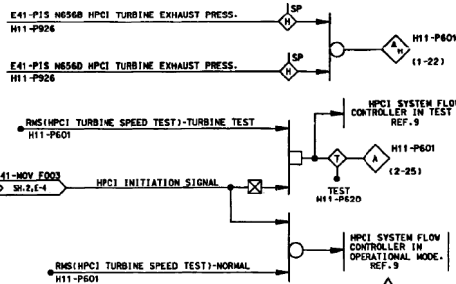 E41-PIS N656B HPCI TURBINE EXHAUST PRESS.
H11-P926
SP
H
H11-P601
(1-22)
E41-PIS N656D HPCI TURBINE EXHAUST PRESS.
H11-P926
SP
H
RMS(HPCI TURBINE SPEED TEST)-TURBINE TEST
H11-P601
HPCI SYSTEM FLOW
CONTROLLER IN TEST
REF.9
T
A
H11-P601
(2-25)
TEST
H11-P620
41-MOV F003
SH.2,E-4
HPCI INITIATION SIGNAL
HPCI SYSTEM FLOW
CONTROLLER IN
OPERATIONAL MODE.
REF.9
RMS(HPCI TURBINE SPEED TEST)-NORMAL
H11-P601